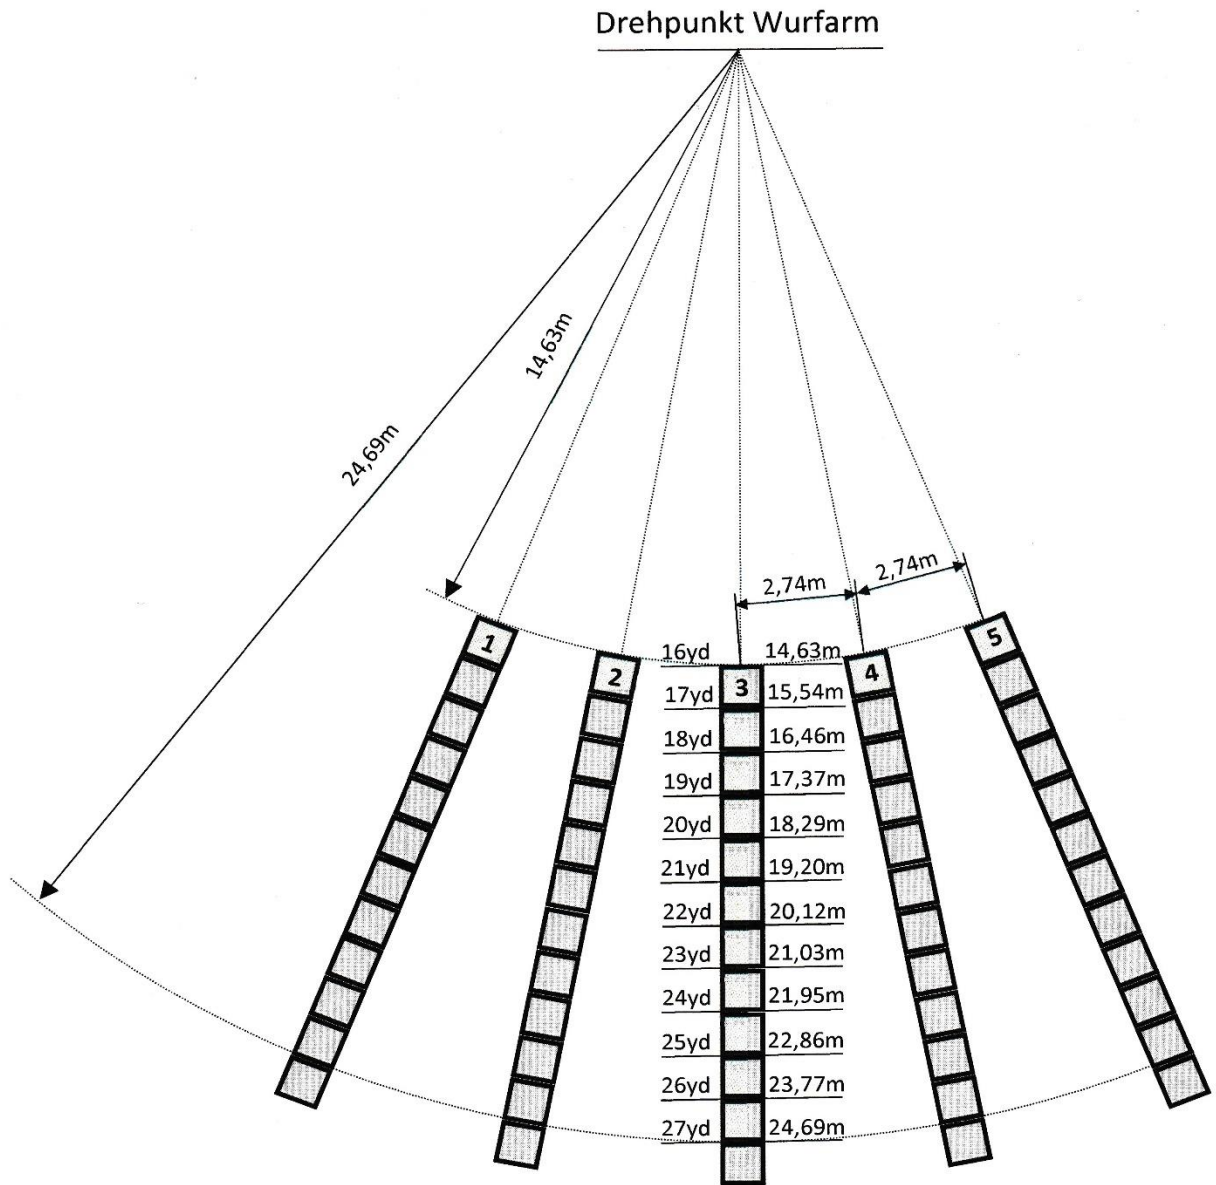 Drehpunkt Wurfarm
14,63m
24,69m
2,74m
2,74m
1
2
3
4
5
16yd 14,63m
17yd 15,54m
18yd 16,46m
19yd 17,37m
20yd 18,29m
21yd 19,20m
22yd 20,12m
23yd 21,03m
24yd 21,95m
25yd 22,86m
26yd 23,77m
27yd 24,69m